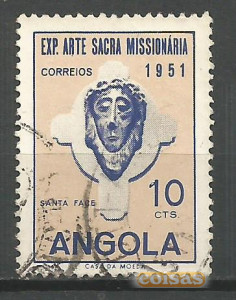 EXP. ARTE SACRA MISSIONÁRIA
CORREIOS 1951
SANTA FACE
10
CTS.
ANGOLA
CASA DA MOEDA
coisas